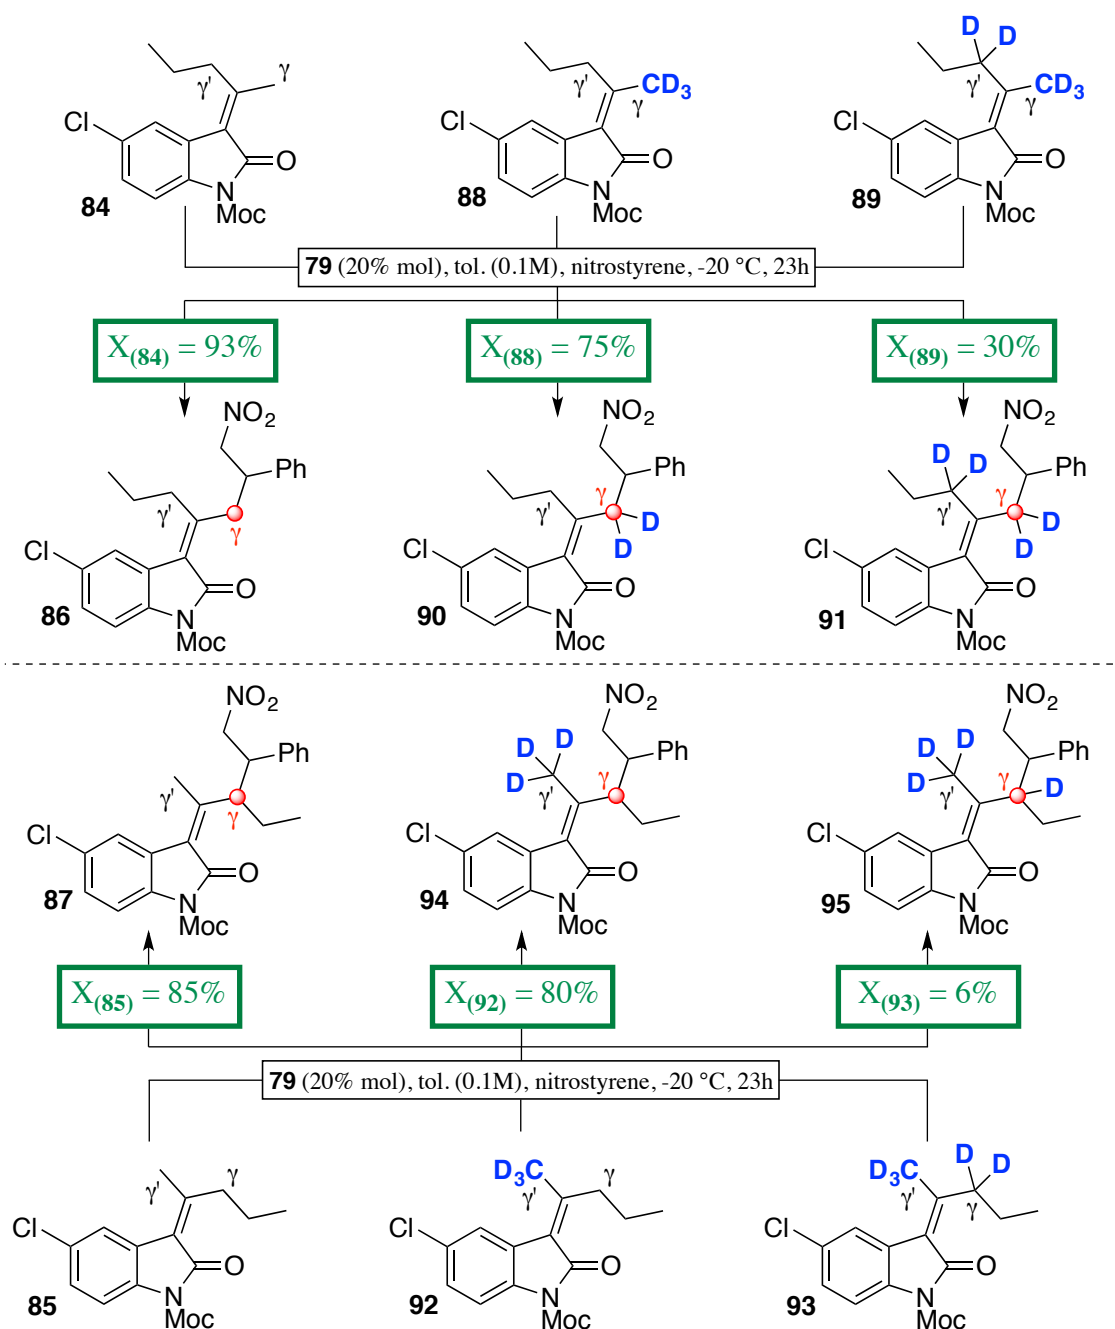 γ' γ
Cl
O
N
Moc
84
γ' γ
CD3
Cl
O
N
Moc
88
D D
γ' γ
CD3
Cl
O
N
Moc
89
79 (20% mol), tol. (0.1M), nitrostyrene, -20 °C, 23h
X(84) = 93%
X(88) = 75%
X(89) = 30%
NO2
Ph
γ' γ
Cl
O
N
Moc
86
NO2
Ph
γ' γ
D
D
Cl
O
N
Moc
90
NO2
Ph
D D
γ' γ
D
D
Cl
O
N
Moc
91
NO2
Ph
γ' γ
Cl
O
N
Moc
87
NO2
Ph
D D
D
γ' γ
Cl
O
N
Moc
94
NO2
Ph
D D
D
γ' γ
D
Cl
O
N
Moc
95
X(85) = 85%
X(92) = 80%
X(93) = 6%
79 (20% mol), tol. (0.1M), nitrostyrene, -20 °C, 23h
γ' γ
Cl
O
N
Moc
85
D3C
γ' γ
Cl
O
N
Moc
92
D3C
D D
γ' γ
Cl
O
N
Moc
93